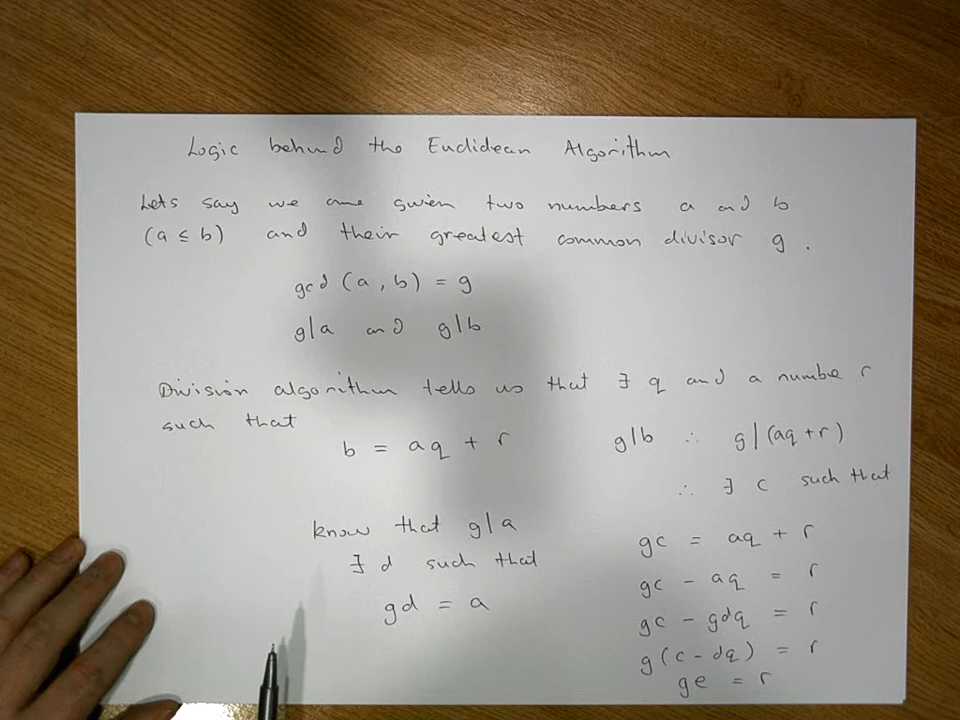 Logic behind the Euclidean Algorithm
Lets say we are given two numbers a and b
(a ≤ b) and their greatest common divisor g.
gcd (a, b) = g
g|a and g|b
Division algorithm tells us that ∃ q and a number r
such that
b = aq + r
g|b ∴ g|(aq + r)
∴ ∃ c such that
know that g|a
∃ d such that
gd = a
gc = aq + r
gc - aq = r
gc - gdq = r
g(c - dq) = r
ge = r